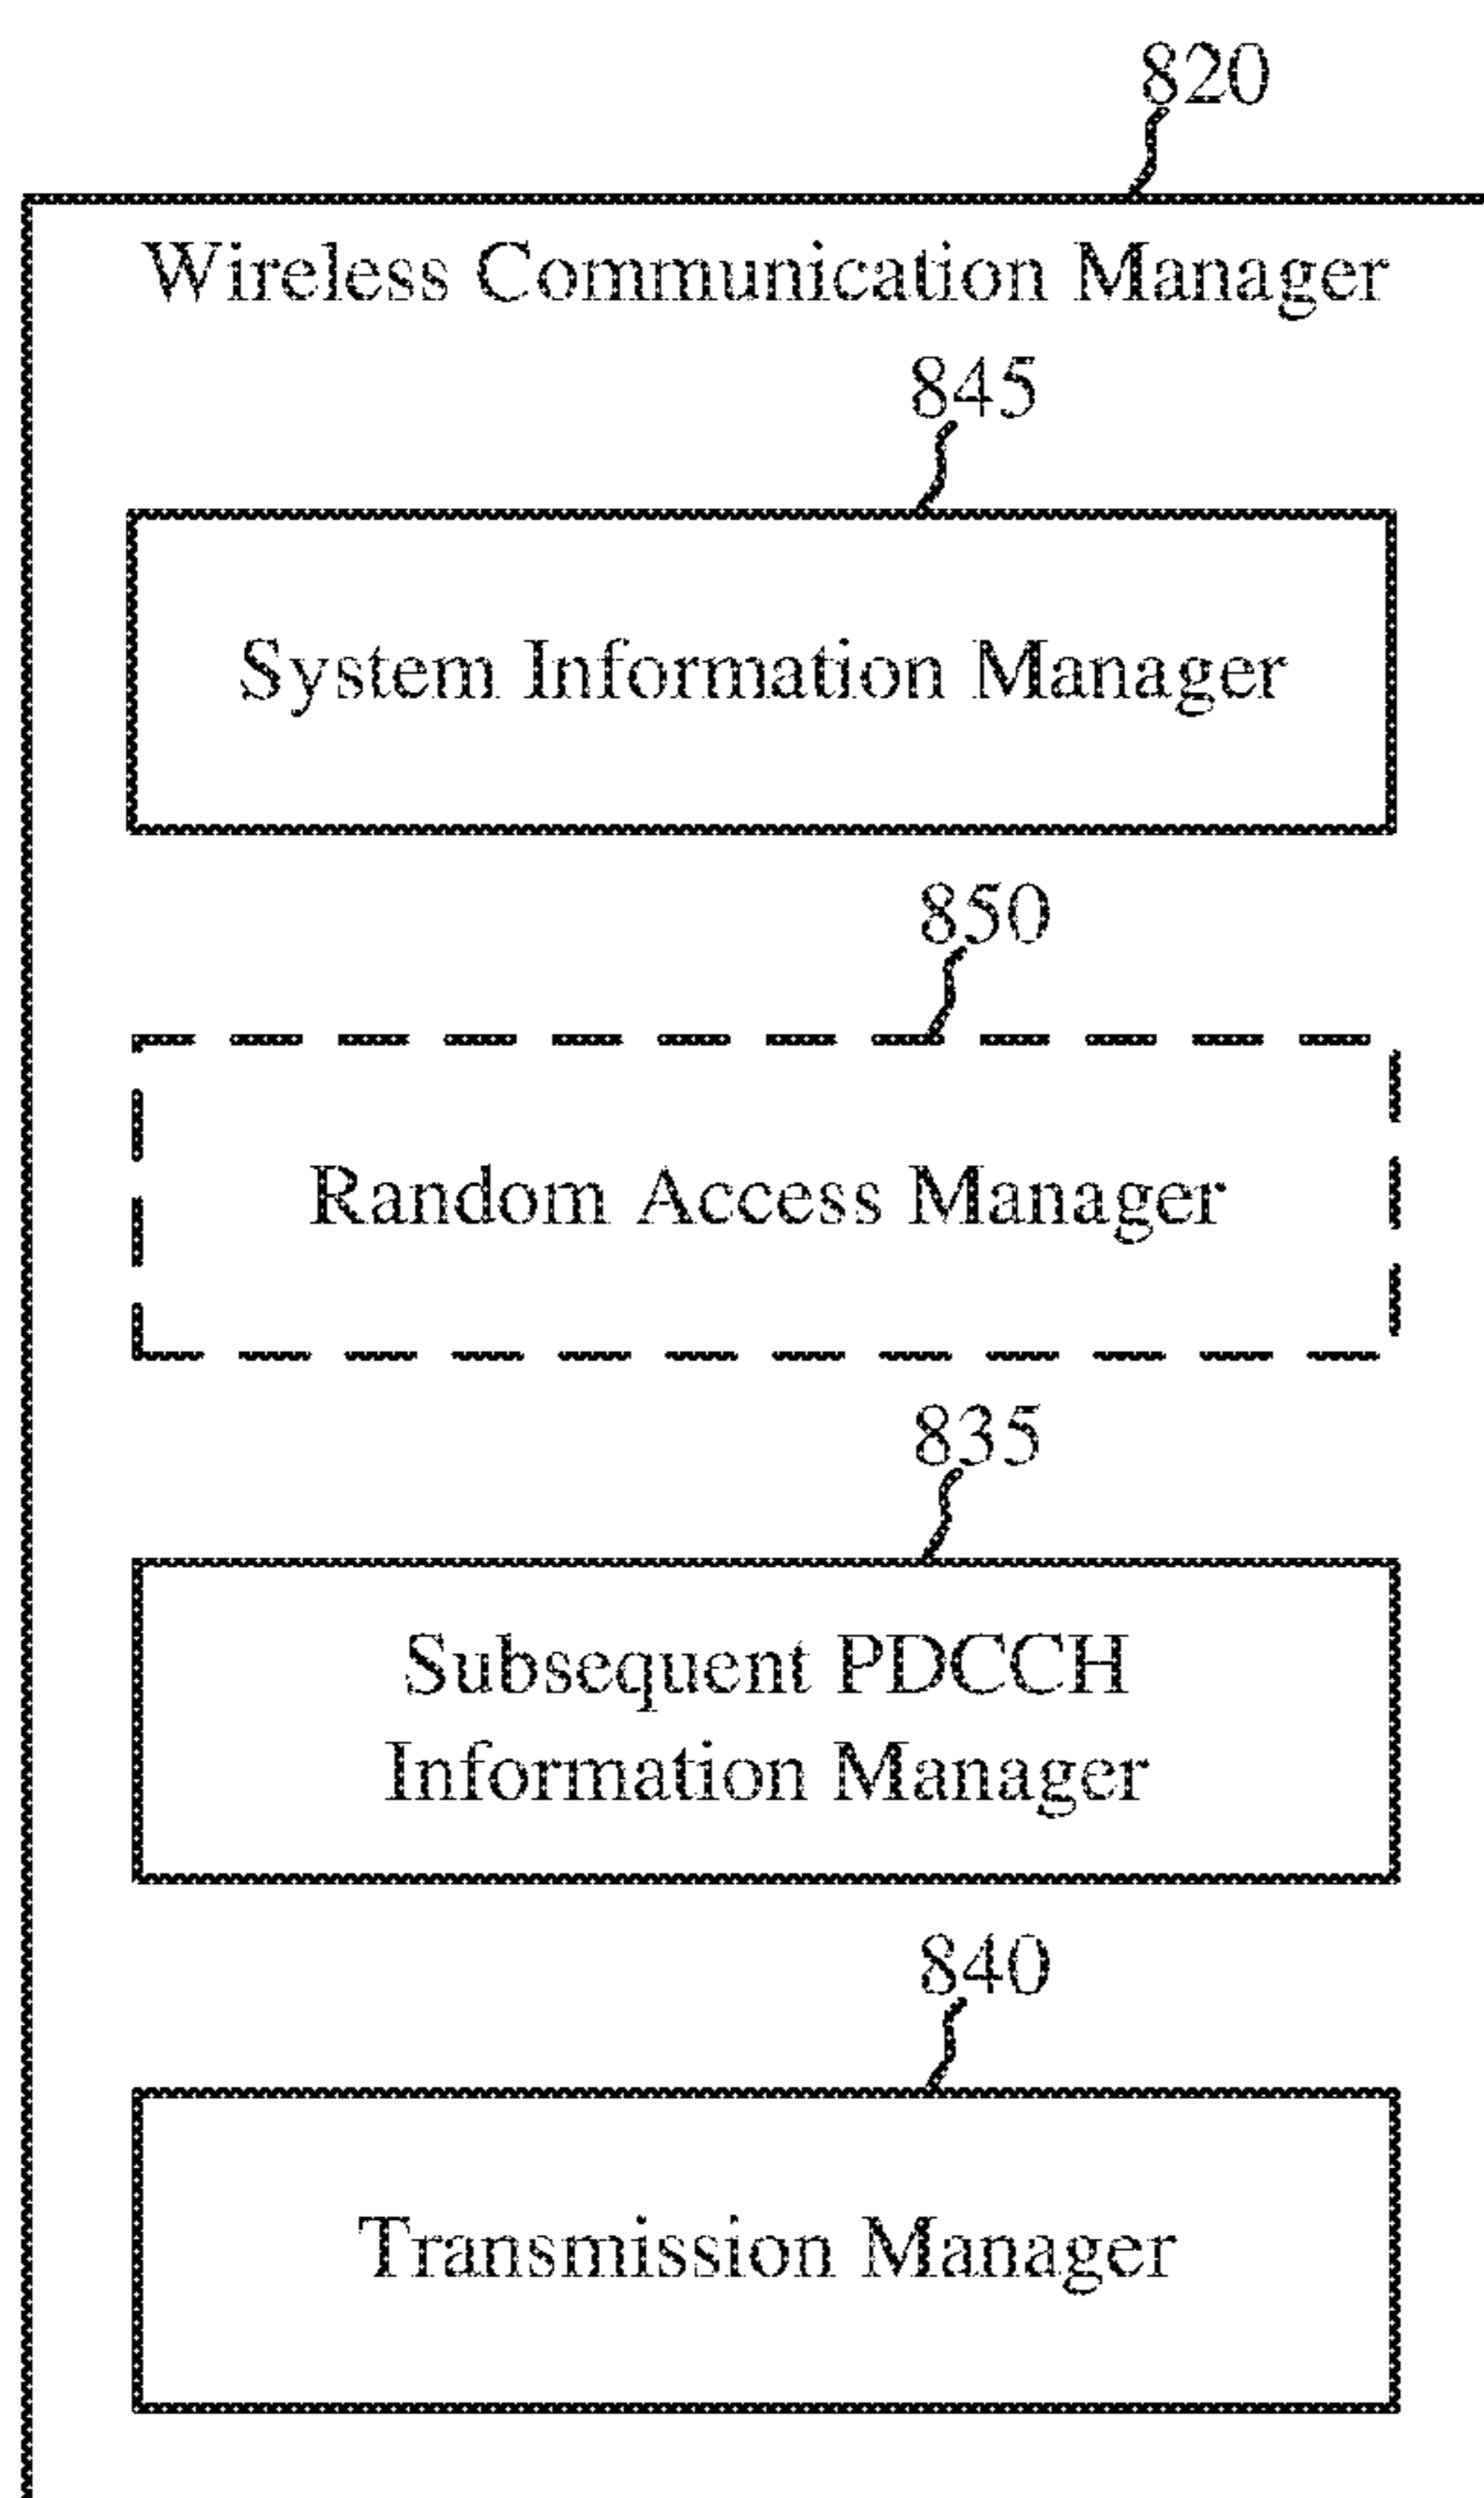 820
Wireless Communication Manager
845
System Information Manager
850
Random Access Manager
835
Subsequent PDCCH
Information Manager
840
Transmission Manager